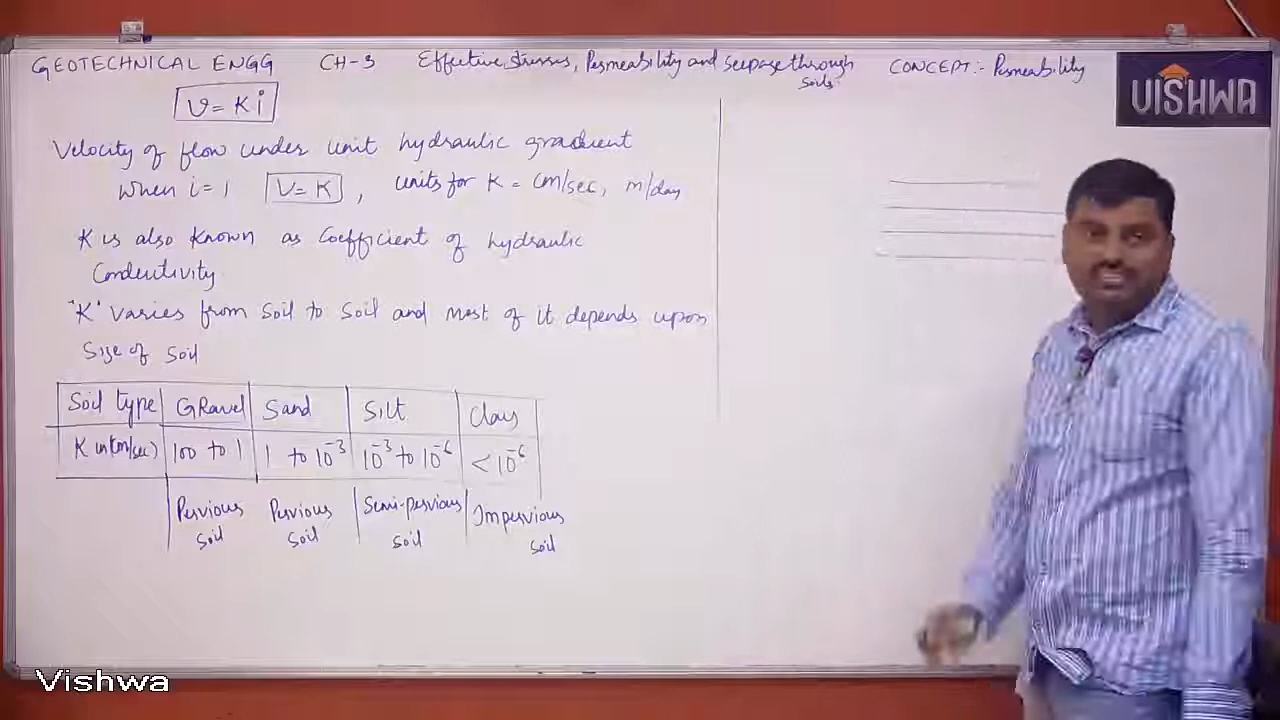 GEOTECHNICAL ENGG CH-3 Effective stresses, Permeability and seepage through soils CONCEPT:- Permeability
VISHWA
V = K i
Velocity of flow under unit hydraulic gradient
When i = 1 V = K , units for K = cm/sec, m/day
K is also known as coefficient of hydraulic
Conductivity
"K" varies from soil to soil and most of it depends upon
size of soil
Soil type Gravel Sand Silt Clay
K in (cm/sec) 100 to 1 1 to 10⁻³ 10⁻³ to 10⁻⁶ < 10⁻⁶
Pervious soil Pervious soil Semi-pervious soil Impervious soil
Vishwa